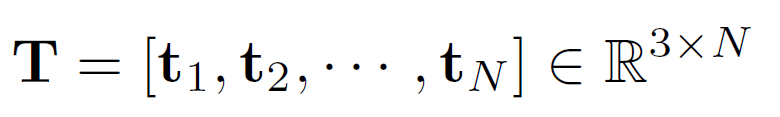 𝐓 = [𝐭₁, 𝐭₂, ⋯ , 𝐭_N] ∈ ℝ^{3×N}